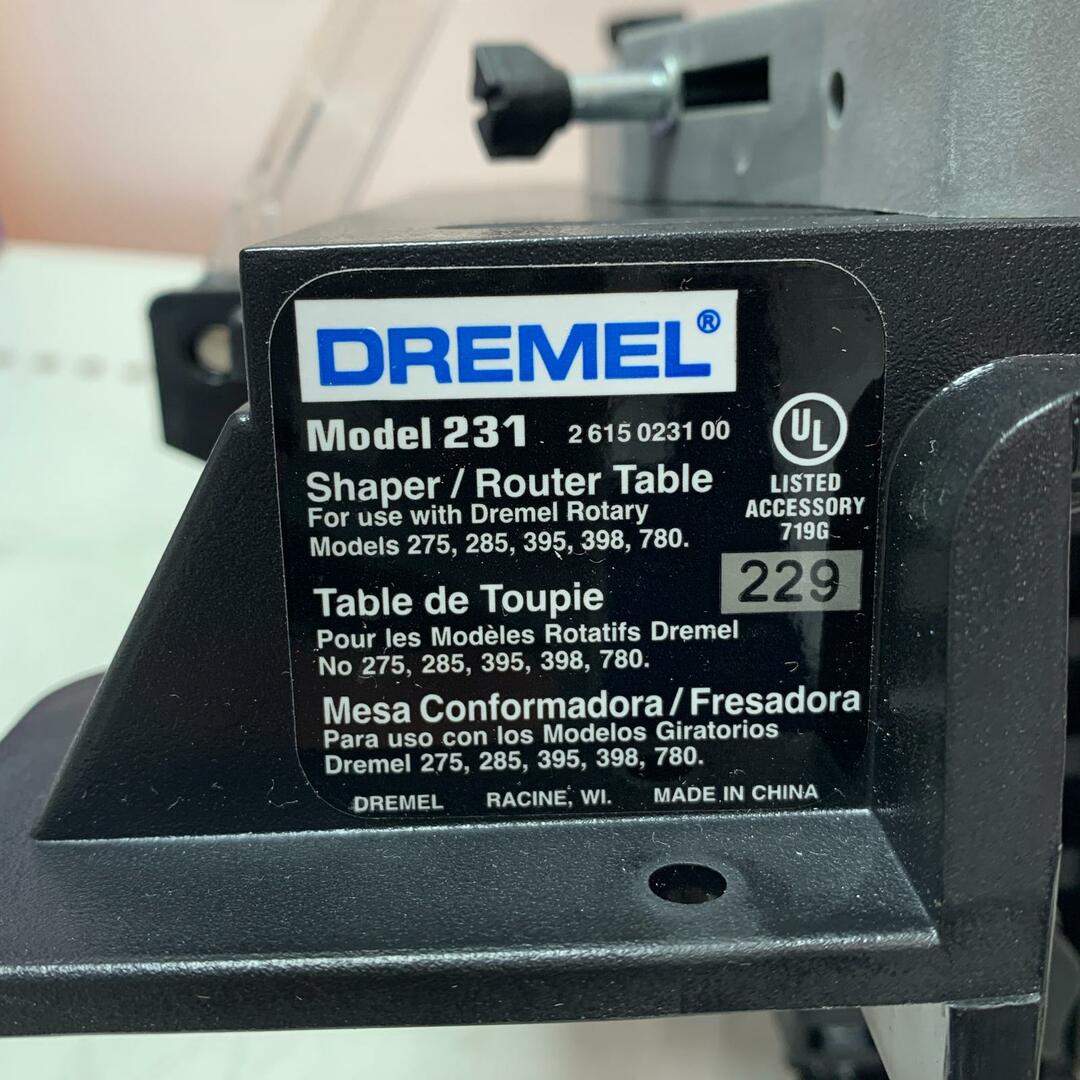 DREMEL®
Model 231 2 615 0231 00
Shaper / Router Table
For use with Dremel Rotary
Models 275, 285, 395, 398, 780.
UL
LISTED
ACCESSORY
719G
229
Table de Toupie
Pour les Modèles Rotatifs Dremel
No 275, 285, 395, 398, 780.
Mesa Conformadora / Fresadora
Para uso con los Modelos Giratorios
Dremel 275, 285, 395, 398, 780.
DREMEL RACINE, WI. MADE IN CHINA